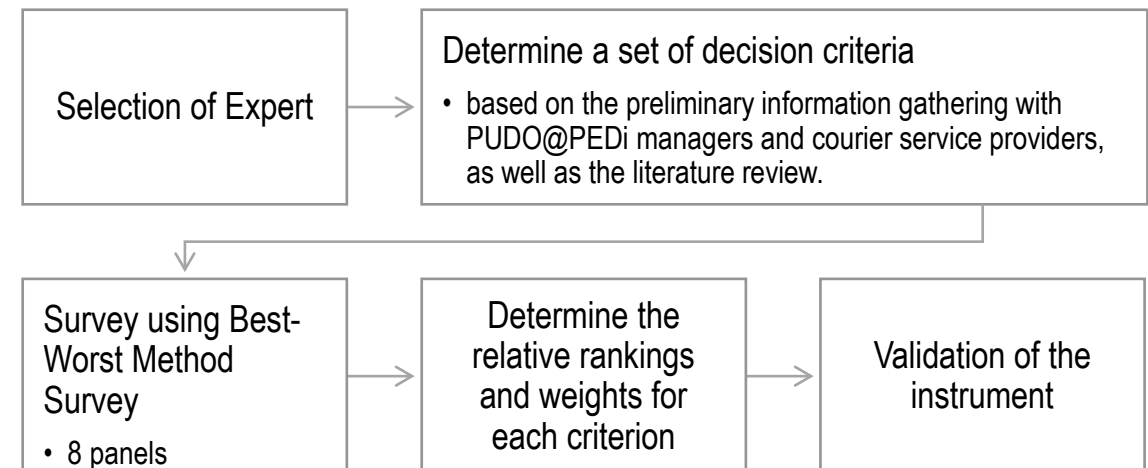 Selection of Expert
Determine a set of decision criteria
• based on the preliminary information gathering with
PUDO@PEDi managers and courier service providers,
as well as the literature review.
Survey using Best-
Worst Method
Survey
• 8 panels
Determine the
relative rankings
and weights for
each criterion
Validation of the
instrument